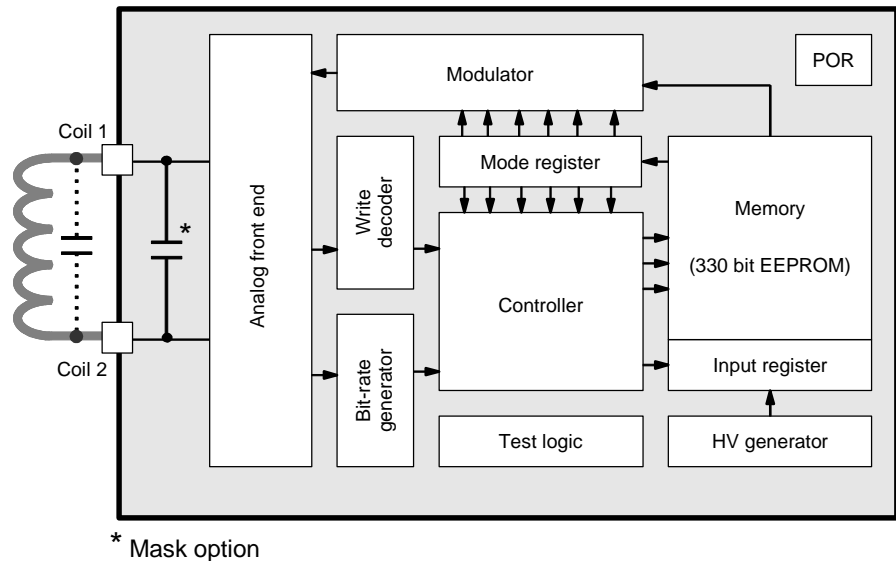 Modulator
POR
Coil 1
Mode register
Write
decoder
Memory
(330 bit EEPROM)
Analog front end
Controller
Coil 2
Bit-rate
generator
Input register
Test logic
HV generator
*
* Mask option